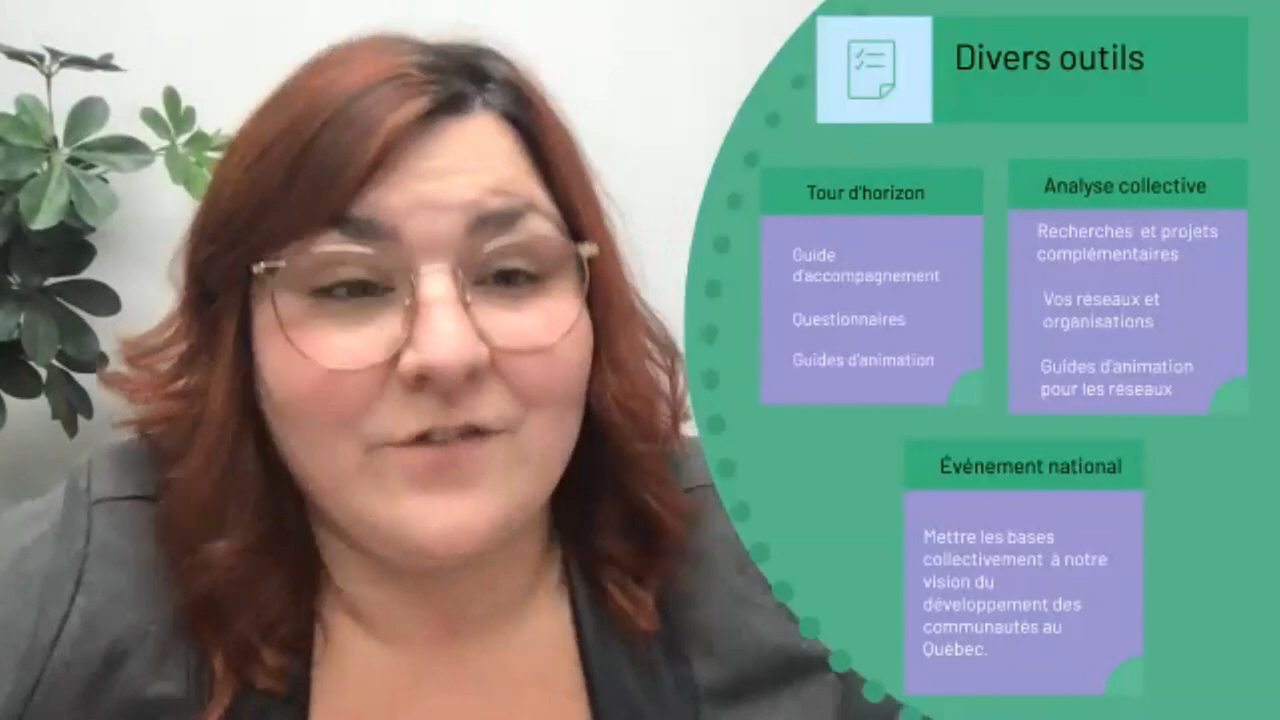 Divers outils
Tour d'horizon
Guide
d'accompagnement
Questionnaires
Guides d'animation
Analyse collective
Recherches et projets
complémentaires
Vos réseaux et
organisations
Guides d'animation
pour les réseaux
Événement national
Mettre les bases
collectivement à notre
vision du
développement des
communautés au
Québec.